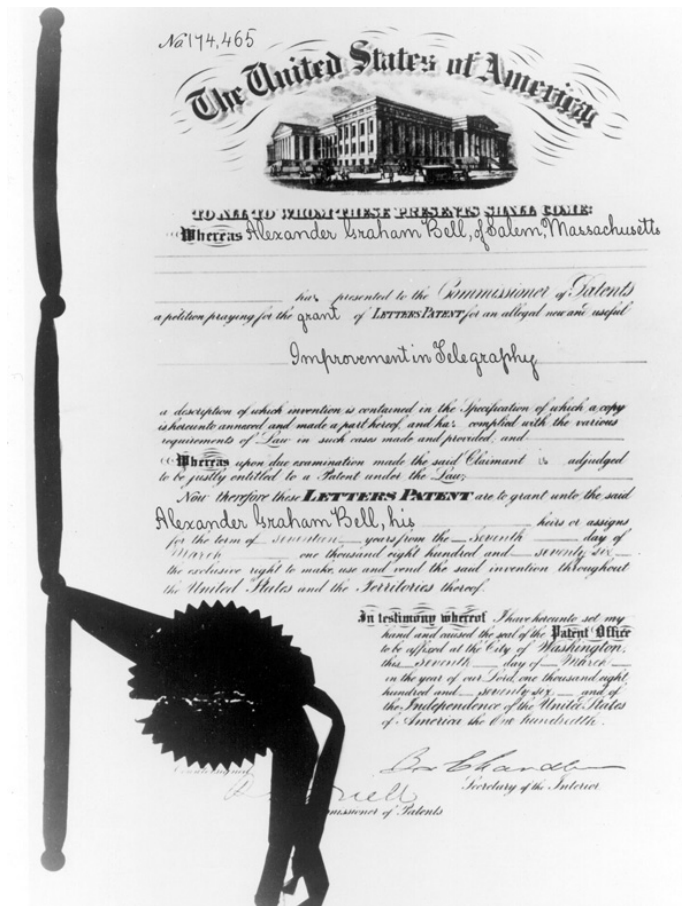 No 174,465
The United States of America
TO ALL TO WHOM THESE PRESENTS SHALL COME:
Whereas Alexander Graham Bell, of Salem, Massachusetts
has presented to the Commissioner of Patents
a petition praying for the grant of LETTERS PATENT for an alleged new and useful
Improvement in Telegraphy
a description of which invention is contained in the Specification of which a copy
is hereunto annexed and made a part hereof, and has complied with the various
requirements of Law in such cases made and provided, and
Whereas upon due examination made the said Claimant is adjudged
to be justly entitled to a Patent under the Law;
Now therefore these LETTERS PATENT are to grant unto the said
Alexander Graham Bell, his heirs or assigns
for the term of seventeen years from the seventh day of
March one thousand eight hundred and seventy six
the exclusive right to make, use and vend the said invention throughout
the United States and the Territories thereof.
In testimony whereof I have hereunto set my
hand and caused the seal of the Patent Office
to be affixed at the City of Washington,
this seventh day of March
in the year of our Lord, one thousand eight
hundred and seventy six and of
the Independence of the United States
of America the One hundredth.
Chandler
Secretary of the Interior
missioner of Patents